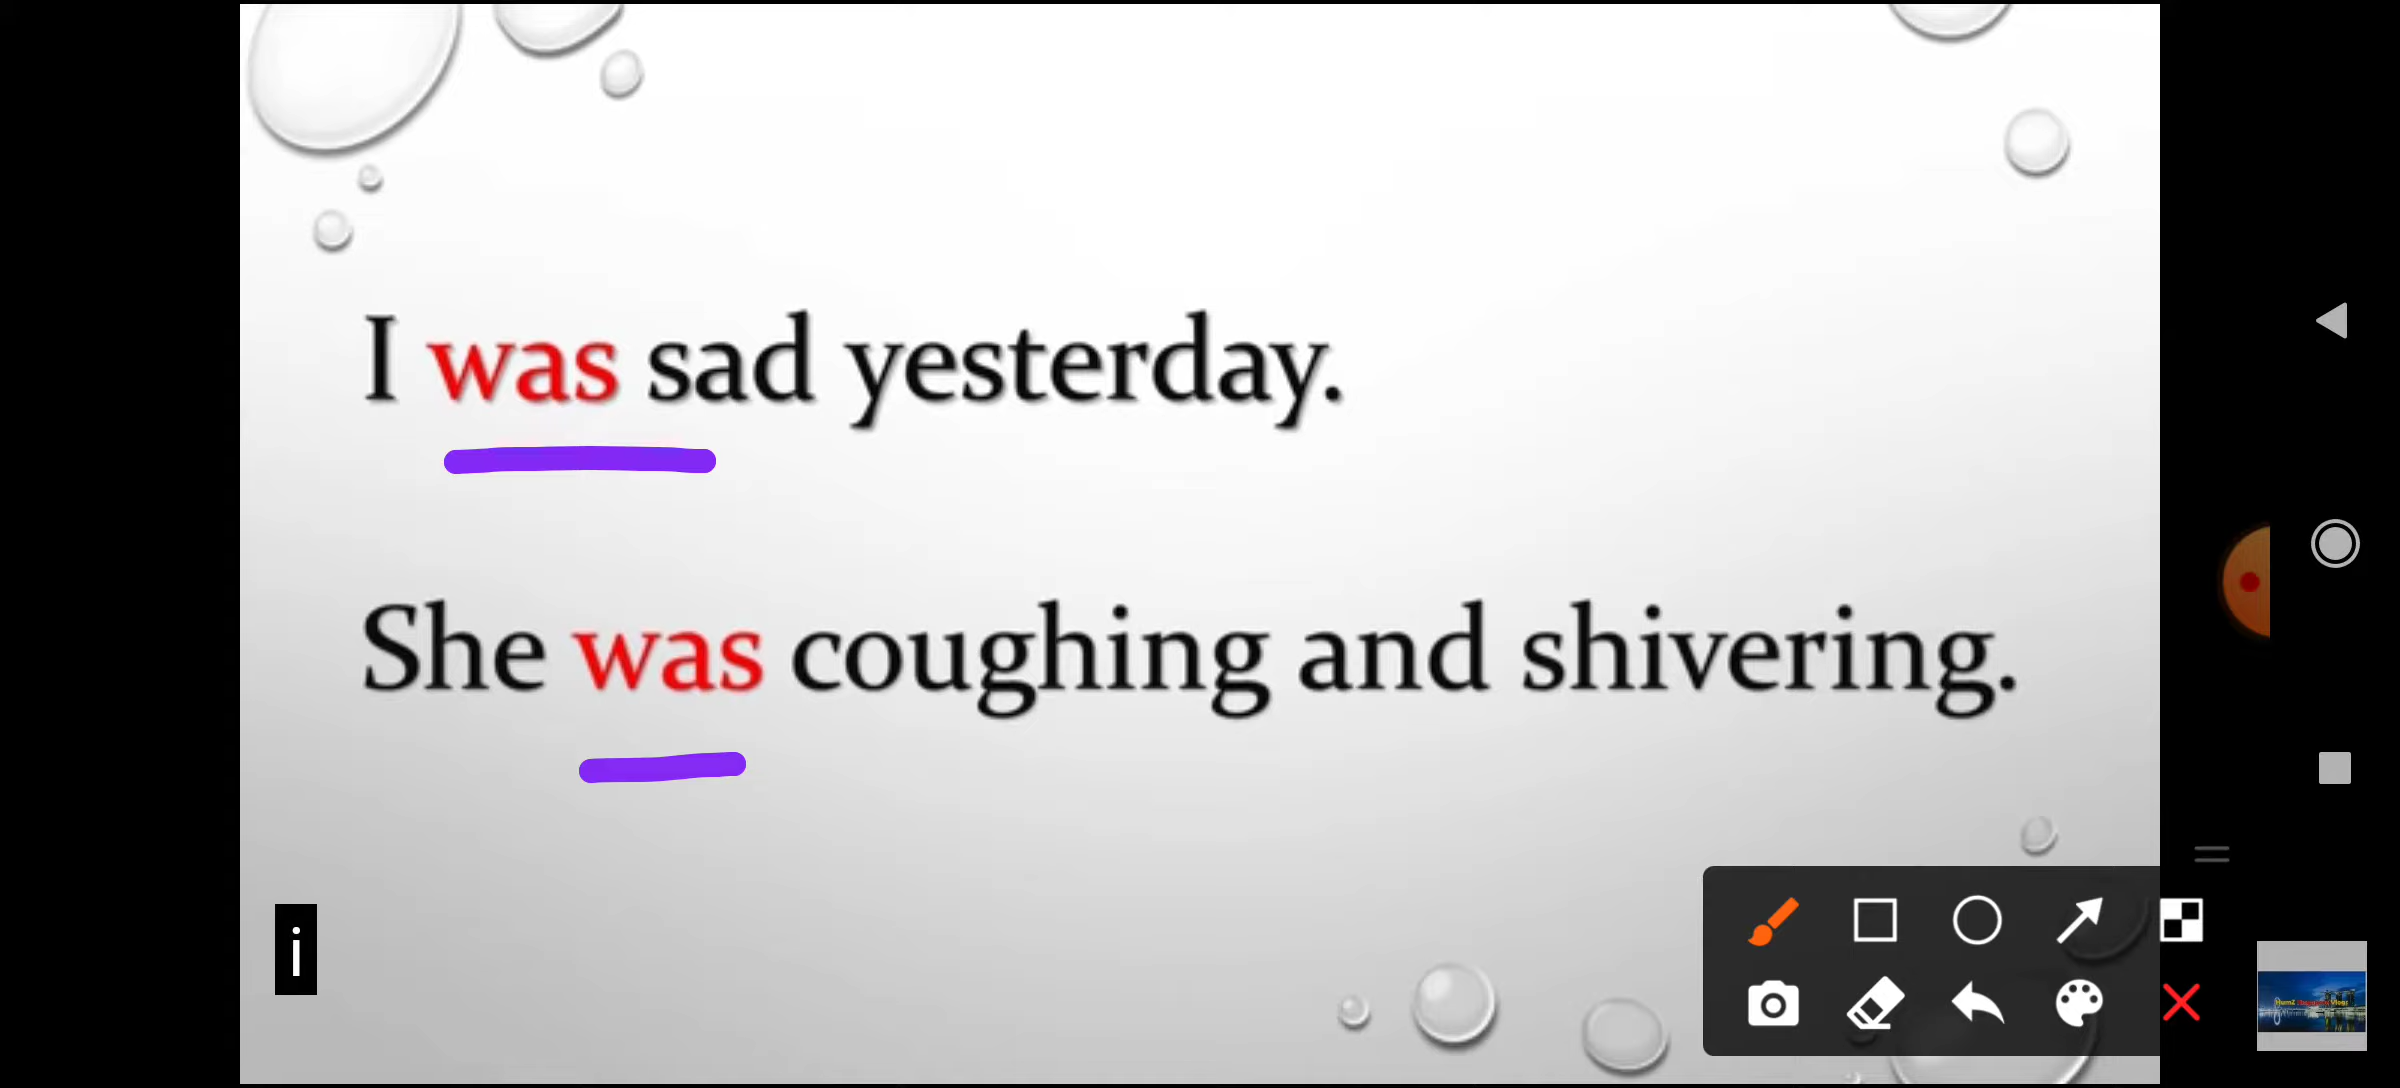 I was sad yesterday.
She was coughing and shivering.
i